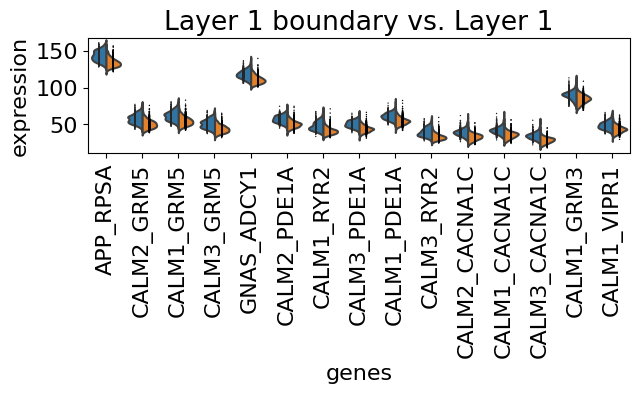 Layer 1 boundary vs. Layer 1
expression
150
100
50
APP_RPSA
CALM2_GRM5
CALM1_GRM5
CALM3_GRM5
GNAS_ADCY1
CALM2_PDE1A
CALM1_RYR2
CALM3_PDE1A
CALM1_PDE1A
CALM3_RYR2
CALM2_CACNA1C
CALM1_CACNA1C
CALM3_CACNA1C
CALM1_GRM3
CALM1_VIPR1
genes